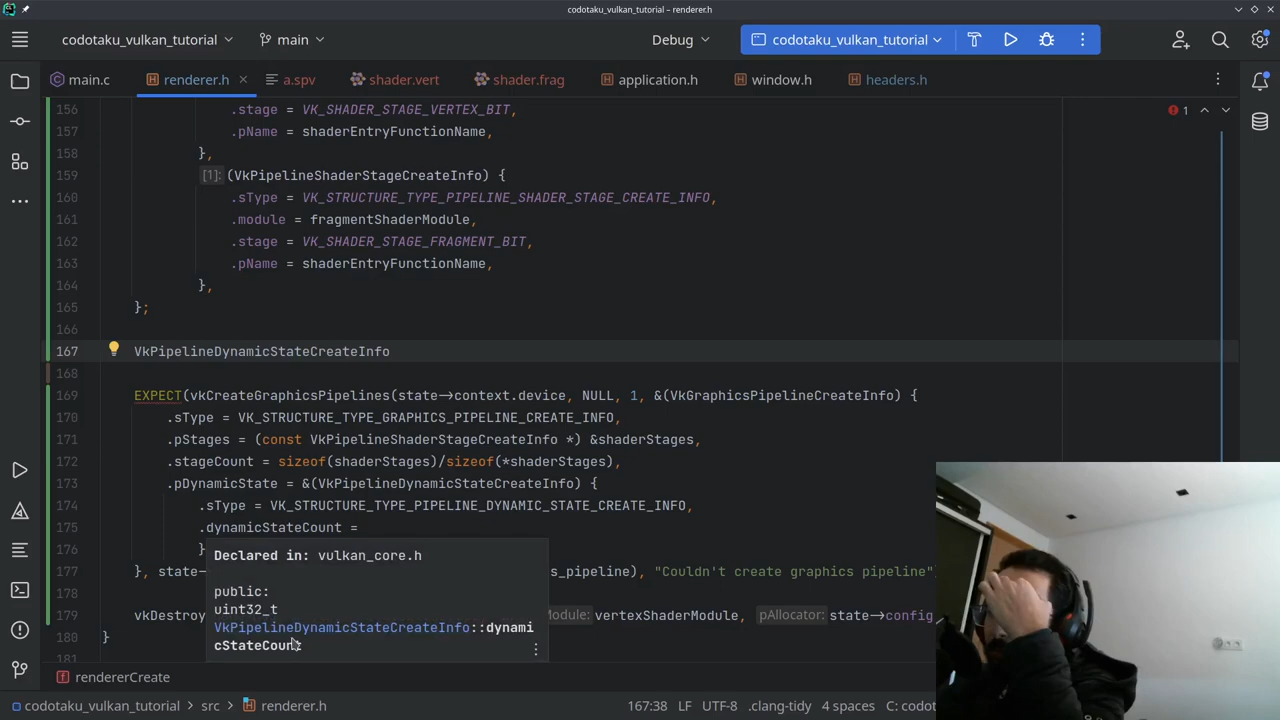 codotaku_vulkan_tutorial – renderer.h
codotaku_vulkan_tutorial
main
Debug
codotaku_vulkan_tutorial
main.c
renderer.h
a.spv
shader.vert
shader.frag
application.h
window.h
headers.h
156 .stage = VK_SHADER_STAGE_VERTEX_BIT,
1
157 .pName = shaderEntryFunctionName,
158 },
159 [1]: (VkPipelineShaderStageCreateInfo) {
160 .sType = VK_STRUCTURE_TYPE_PIPELINE_SHADER_STAGE_CREATE_INFO,
161 .module = fragmentShaderModule,
162 .stage = VK_SHADER_STAGE_FRAGMENT_BIT,
163 .pName = shaderEntryFunctionName,
164 },
165 };
166
167 VkPipelineDynamicStateCreateInfo
168
169 EXPECT(vkCreateGraphicsPipelines(state->context.device, NULL, 1, &(VkGraphicsPipelineCreateInfo) {
170 .sType = VK_STRUCTURE_TYPE_GRAPHICS_PIPELINE_CREATE_INFO,
171 .pStages = (const VkPipelineShaderStageCreateInfo *) &shaderStages,
172 .stageCount = sizeof(shaderStages)/sizeof(*shaderStages),
173 .pDynamicState = &(VkPipelineDynamicStateCreateInfo) {
174 .sType = VK_STRUCTURE_TYPE_PIPELINE_DYNAMIC_STATE_CREATE_INFO,
175 .dynamicStateCount =
176 }
177 }, state s_pipeline), "Couldn't create graphics pipeline"
178
179 vkDestroy Module: vertexShaderModule, pAllocator: state->config
180 }
181
Declared in: vulkan_core.h
public:
uint32_t
VkPipelineDynamicStateCreateInfo::dynami
cStateCount
rendererCreate
codotaku_vulkan_tutorial
src
renderer.h
167:38
LF
UTF-8
.clang-tidy
4 spaces
C: codot